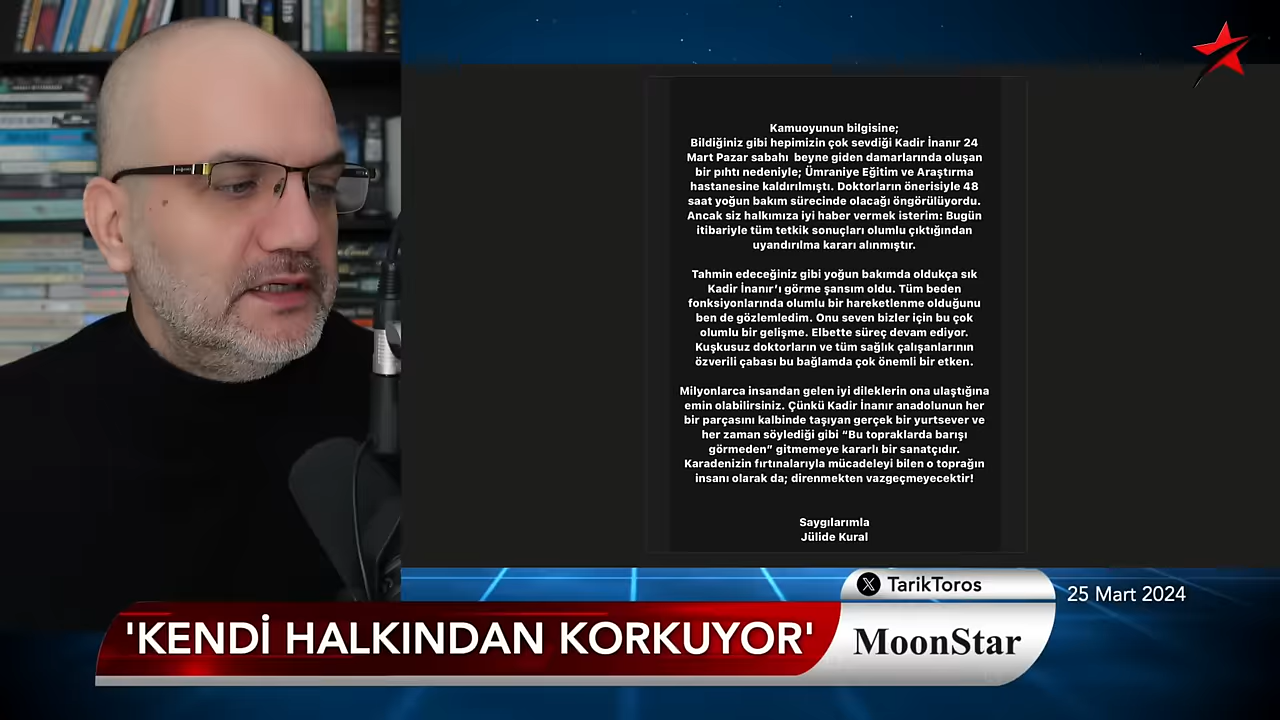 Kamuoyunun bilgisine;
Bildiğiniz gibi hepimizin çok sevdiği Kadir İnanır 24
Mart Pazar sabahı beyne giden damarlarında oluşan
bir pıhtı nedeniyle; Ümraniye Eğitim ve Araştırma
hastanesine kaldırılmıştı. Doktorların önerisiyle 48
saat yoğun bakım sürecinde olacağı öngörülüyordu.
Ancak siz halkımıza iyi haber vermek isterim: Bugün
itibariyle tüm tetkik sonuçları olumlu çıktığından
uyandırılma kararı alınmıştır.
Tahmin edeceğiniz gibi yoğun bakımda oldukça sık
Kadir İnanır'ı görme şansım oldu. Tüm beden
fonksiyonlarında olumlu bir hareketlenme olduğunu
ben de gözlemledim. Onu seven bizler için bu çok
olumlu bir gelişme. Elbette süreç devam ediyor.
Kuşkusuz doktorların ve tüm sağlık çalışanlarının
özverili çabası bu bağlamda çok önemli bir etken.
Milyonlarca insandan gelen iyi dileklerin ona ulaştığına
emin olabilirsiniz. Çünkü Kadir İnanır anadolunun her
bir parçasını kalbinde taşıyan gerçek bir yurtsever ve
her zaman söylediği gibi “Bu topraklarda barışı
görmeden” gitmemeye kararlı bir sanatçıdır.
Karadenizin fırtınalarıyla mücadeleyi bilen o toprağın
insanı olarak da; direnmekten vazgeçmeyecektir!
Saygılarımla
Jülide Kural
X TarikToros
25 Mart 2024
'KENDİ HALKINDAN KORKUYOR'
MoonStar